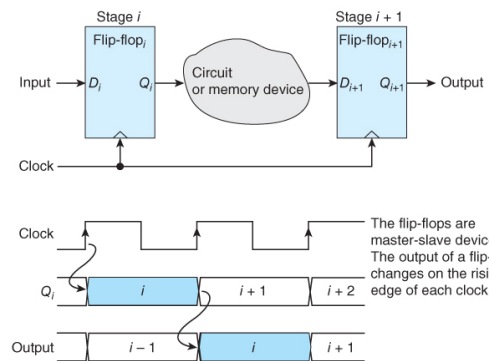 Stage i Stage i + 1
Flip-flopi Flip-flopi+1
Input Di Qi Circuit or memory device Di+1 Qi+1 Output
Clock
Clock
The flip-flops are
master-slave devic
The output of a flip-
changes on the risi
edge of each clock
Qi i i + 1 i + 2
Output i – 1 i i + 1